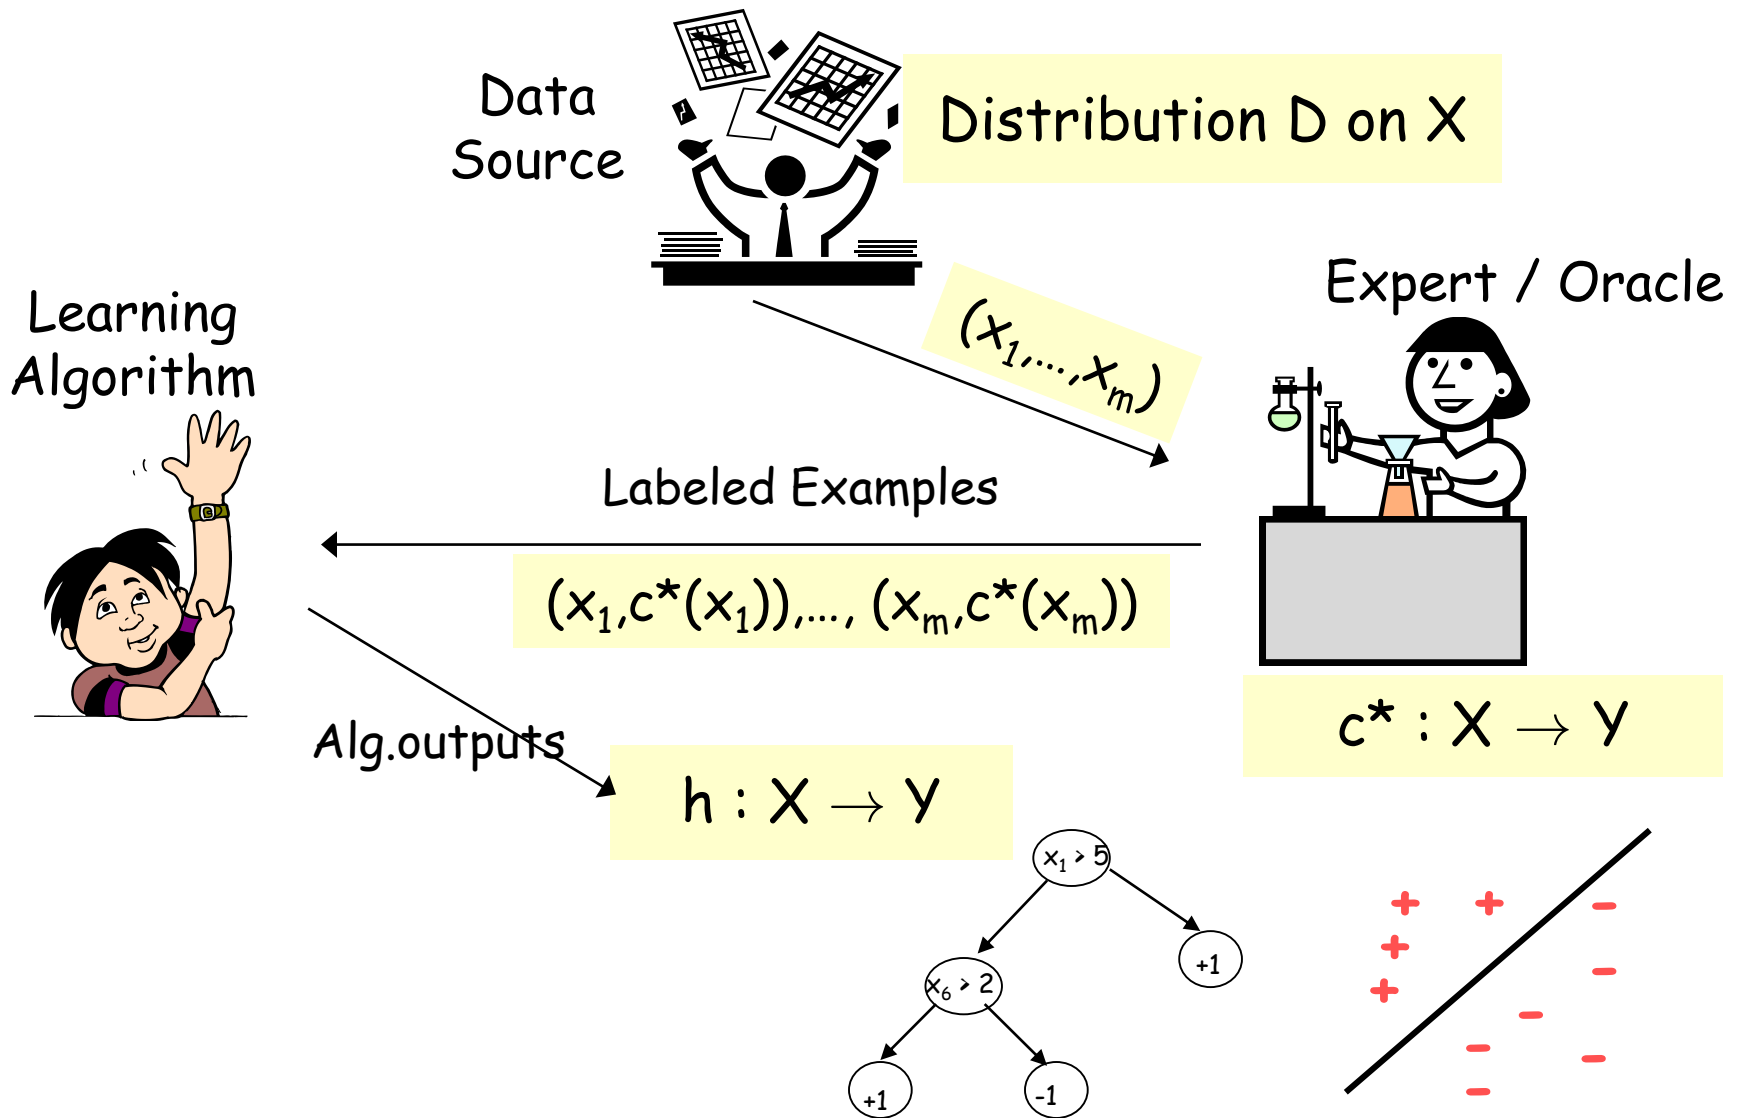 Data
Source
Distribution D on X
Expert / Oracle
Learning
Algorithm
(x₁,...,xₘ)
Labeled Examples
(x₁,c*(x₁)),..., (xₘ,c*(xₘ))
c* : X → Y
Alg.outputs
h : X → Y
x₁ > 5
+1
x₆ > 2
+1
-1
+ + -
+
-
+
-
-
-
-